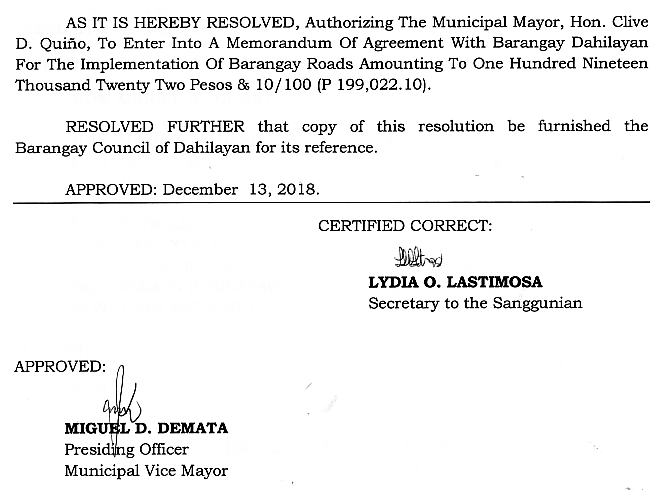 AS IT IS HEREBY RESOLVED, Authorizing The Municipal Mayor, Hon. Clive
D. Quiño, To Enter Into A Memorandum Of Agreement With Barangay Dahilayan
For The Implementation Of Barangay Roads Amounting To One Hundred Nineteen
Thousand Twenty Two Pesos & 10/100 (P 199,022.10).
RESOLVED FURTHER that copy of this resolution be furnished the
Barangay Council of Dahilayan for its reference.
APPROVED: December 13, 2018.
CERTIFIED CORRECT:
LYDIA O. LASTIMOSA
Secretary to the Sanggunian
APPROVED:
MIGUEL D. DEMATA
Presiding Officer
Municipal Vice Mayor